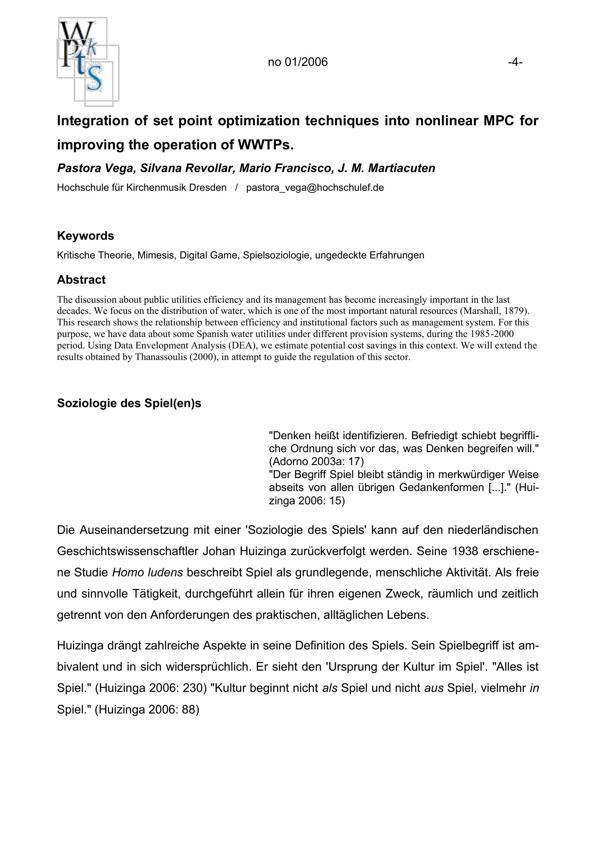 W
Pk
ts
S
no 01/2006 -4-
Integration of set point optimization techniques into nonlinear MPC for
improving the operation of WWTPs.
Pastora Vega, Silvana Revollar, Mario Francisco, J. M. Martiacuten
Hochschule für Kirchenmusik Dresden / pastora_vega@hochschulef.de
Keywords
Kritische Theorie, Mimesis, Digital Game, Spielsoziologie, ungedeckte Erfahrungen
Abstract
The discussion about public utilities efficiency and its management has become increasingly important in the last
decades. We focus on the distribution of water, which is one of the most important natural resources (Marshall, 1879).
This research shows the relationship between efficiency and institutional factors such as management system. For this
purpose, we have data about some Spanish water utilities under different provision systems, during the 1985-2000
period. Using Data Envelopment Analysis (DEA), we estimate potential cost savings in this context. We will extend the
results obtained by Thanassoulis (2000), in attempt to guide the regulation of this sector.
Soziologie des Spiel(en)s
"Denken heißt identifizieren. Befriedigt schiebt begriffli-
che Ordnung sich vor das, was Denken begreifen will."
(Adorno 2003a: 17)
"Der Begriff Spiel bleibt ständig in merkwürdiger Weise
abseits von allen übrigen Gedankenformen [...]." (Hui-
zinga 2006: 15)
Die Auseinandersetzung mit einer 'Soziologie des Spiels' kann auf den niederländischen
Geschichtswissenschaftler Johan Huizinga zurückverfolgt werden. Seine 1938 erschiene-
ne Studie Homo ludens beschreibt Spiel als grundlegende, menschliche Aktivität. Als freie
und sinnvolle Tätigkeit, durchgeführt allein für ihren eigenen Zweck, räumlich und zeitlich
getrennt von den Anforderungen des praktischen, alltäglichen Lebens.
Huizinga drängt zahlreiche Aspekte in seine Definition des Spiels. Sein Spielbegriff ist am-
bivalent und in sich widersprüchlich. Er sieht den 'Ursprung der Kultur im Spiel'. "Alles ist
Spiel." (Huizinga 2006: 230) "Kultur beginnt nicht als Spiel und nicht aus Spiel, vielmehr in
Spiel." (Huizinga 2006: 88)